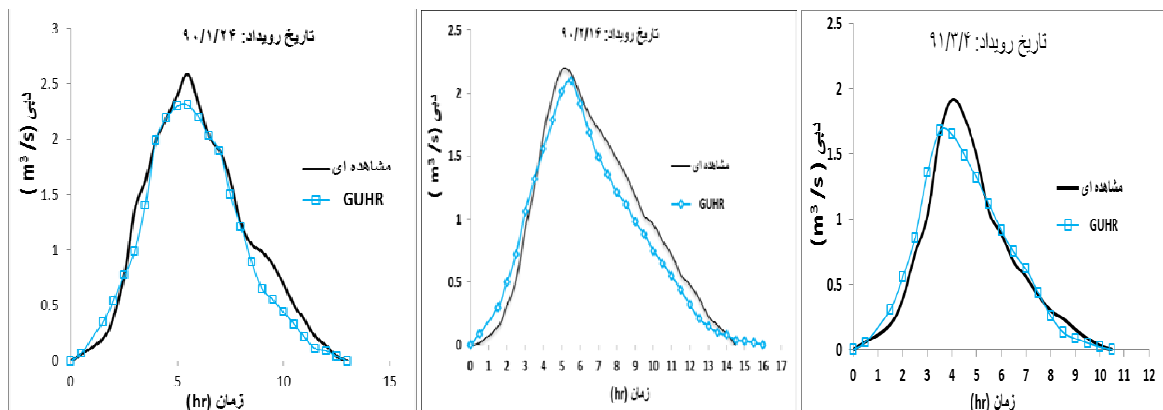 تاریخ رویداد: ۹۰/۱/۲۴
دبی (m³/s)
3
2.5
2
1.5
1
0.5
0
مشاهده ای
GUHR
0 5 10 15
زمان (hr)
تاریخ رویداد: ۹۰/۲/۱۴
دبی (m³/s)
2.5
2
1.5
1
0.5
0
مشاهده ای
GUHR
0 1 2 3 4 5 6 7 8 9 10 11 12 13 14 15 16 17
زمان (hr)
تاریخ رویداد: ۹۱/۳/۴
دبی (m³/s)
2.5
2
1.5
1
0.5
0
مشاهده ای
GUHR
0 1 2 3 4 5 6 7 8 9 10 11 12
زمان (hr)